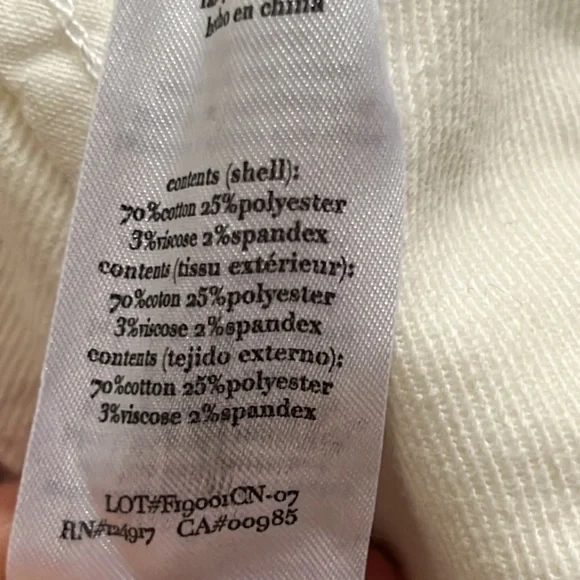 hecho en china
contents (shell):
70%cotton 25%polyester
3%viscose 2%spandex
contents (tissu extérieur):
70%coton 25%polyester
3%viscose 2%spandex
contents (tejido externo):
70%cotton 25%polyester
3%viscose 2%spandex
LOT#F19001CN-07
RN#124917 CA#00985